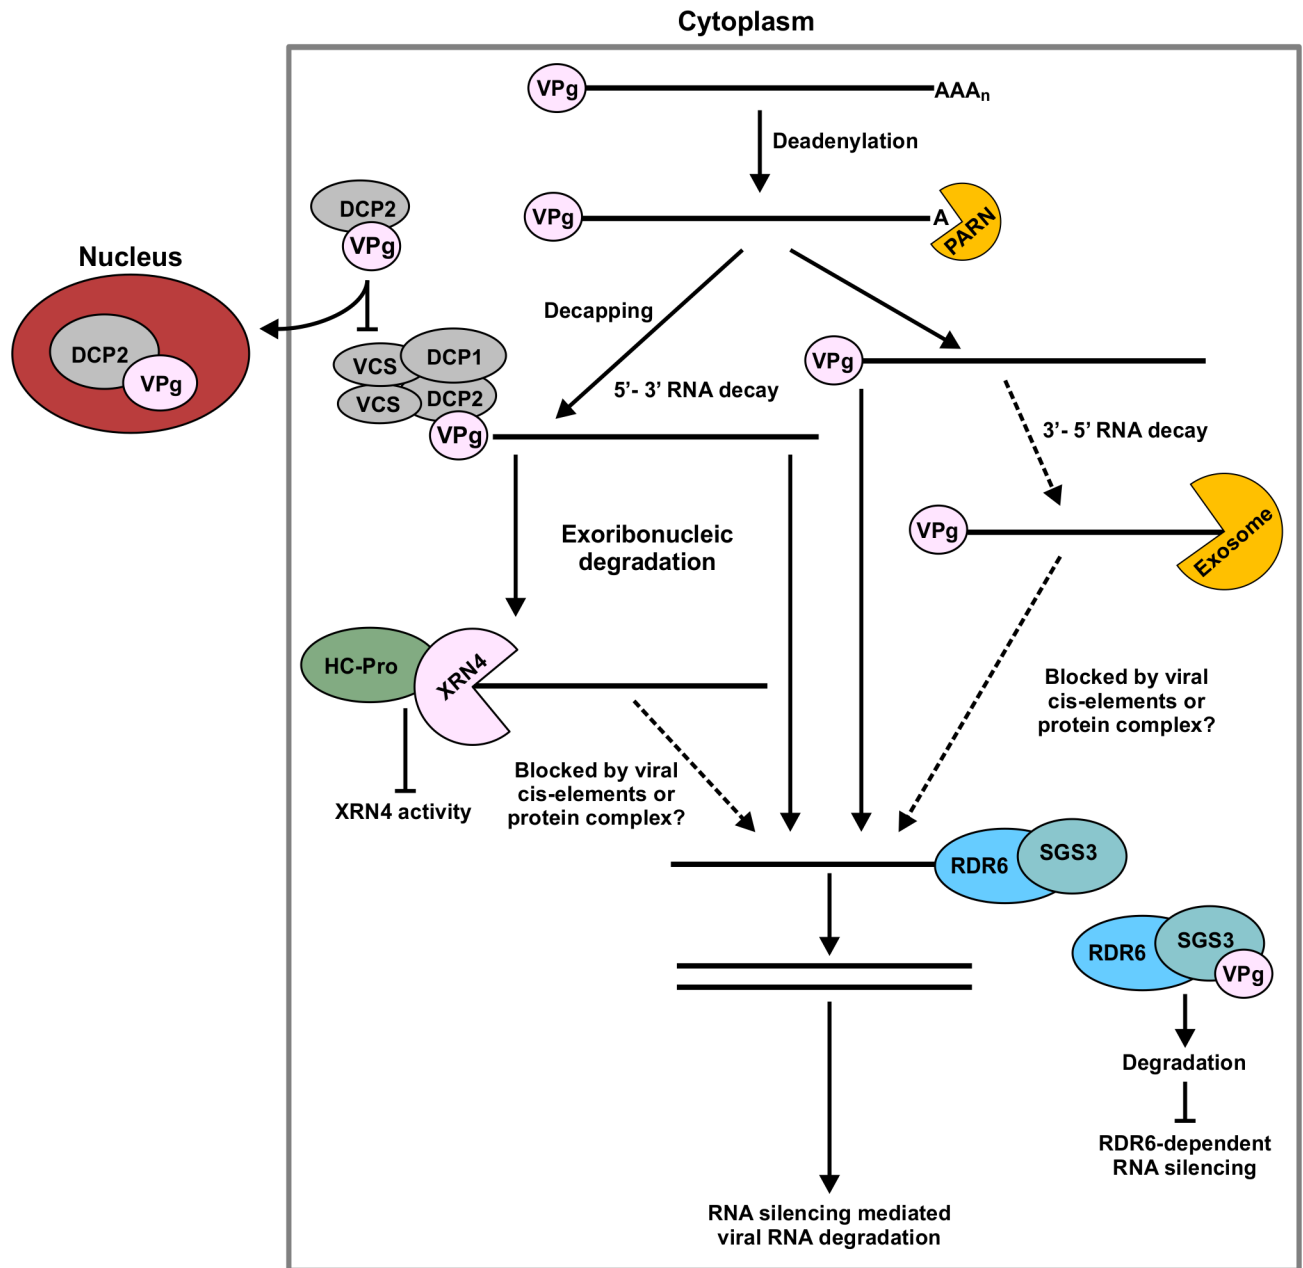 Cytoplasm
VPg
AAAn
Deadenylation
VPg
A
PARN
DCP2
VPg
Nucleus
DCP2
VPg
Decapping
VCS
DCP1
VCS
DCP2
VPg
5’- 3’ RNA decay
VPg
3’- 5’ RNA decay
Exoribonucleic
degradation
VPg
Exosome
HC-Pro
XRN4
XRN4 activity
Blocked by viral
cis-elements or
protein complex?
Blocked by viral
cis-elements or
protein complex?
RDR6
SGS3
RDR6
SGS3
VPg
Degradation
RDR6-dependent
RNA silencing
RNA silencing mediated
viral RNA degradation